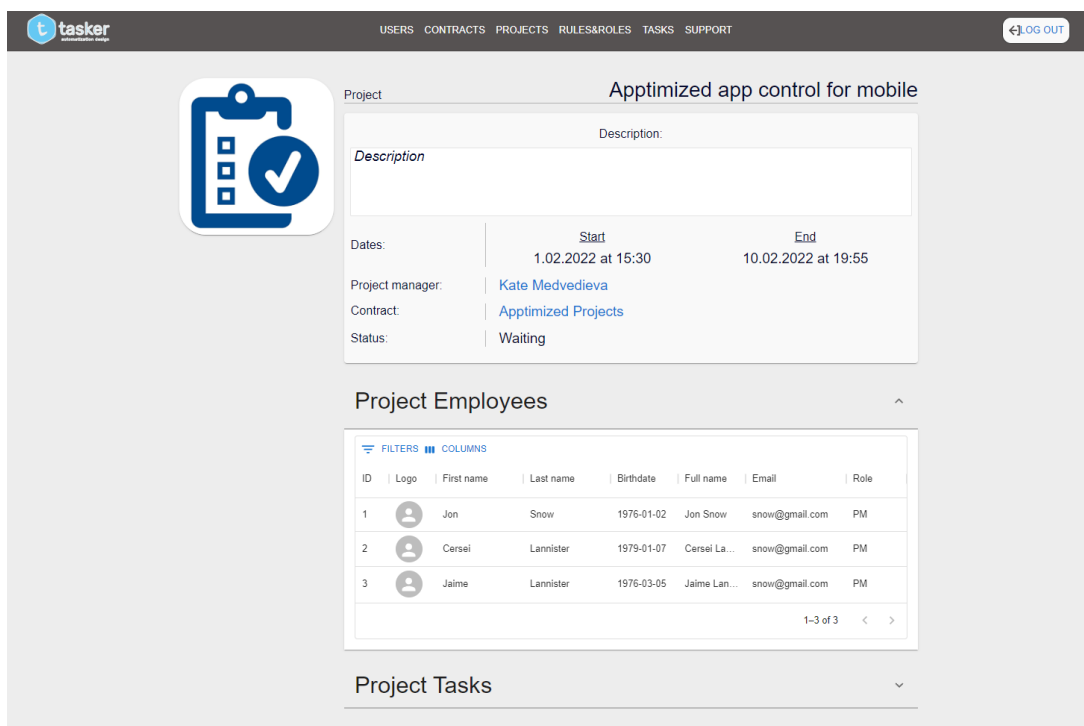 t tasker
automatization design
USERS CONTRACTS PROJECTS RULES&ROLES TASKS SUPPORT
LOG OUT
Project
Apptimized app control for mobile
Description:
Description
Dates:
Start
End
1.02.2022 at 15:30
10.02.2022 at 19:55
Project manager:
Kate Medvedieva
Contract:
Apptimized Projects
Status:
Waiting
Project Employees
FILTERS COLUMNS
ID Logo First name Last name Birthdate Full name Email Role
1 Jon Snow 1976-01-02 Jon Snow snow@gmail.com PM
2 Cersei Lannister 1979-01-07 Cersei La... snow@gmail.com PM
3 Jaime Lannister 1976-03-05 Jaime Lan... snow@gmail.com PM
1–3 of 3
Project Tasks